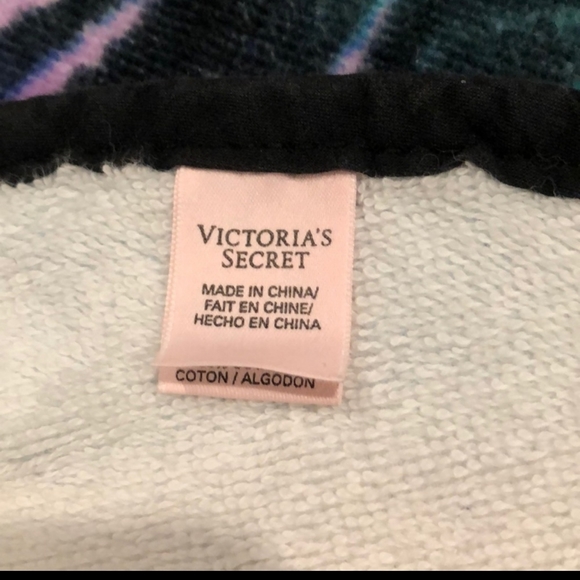 VICTORIA'S
SECRET
MADE IN CHINA/
FAIT EN CHINE/
HECHO EN CHINA
COTON / ALGODON